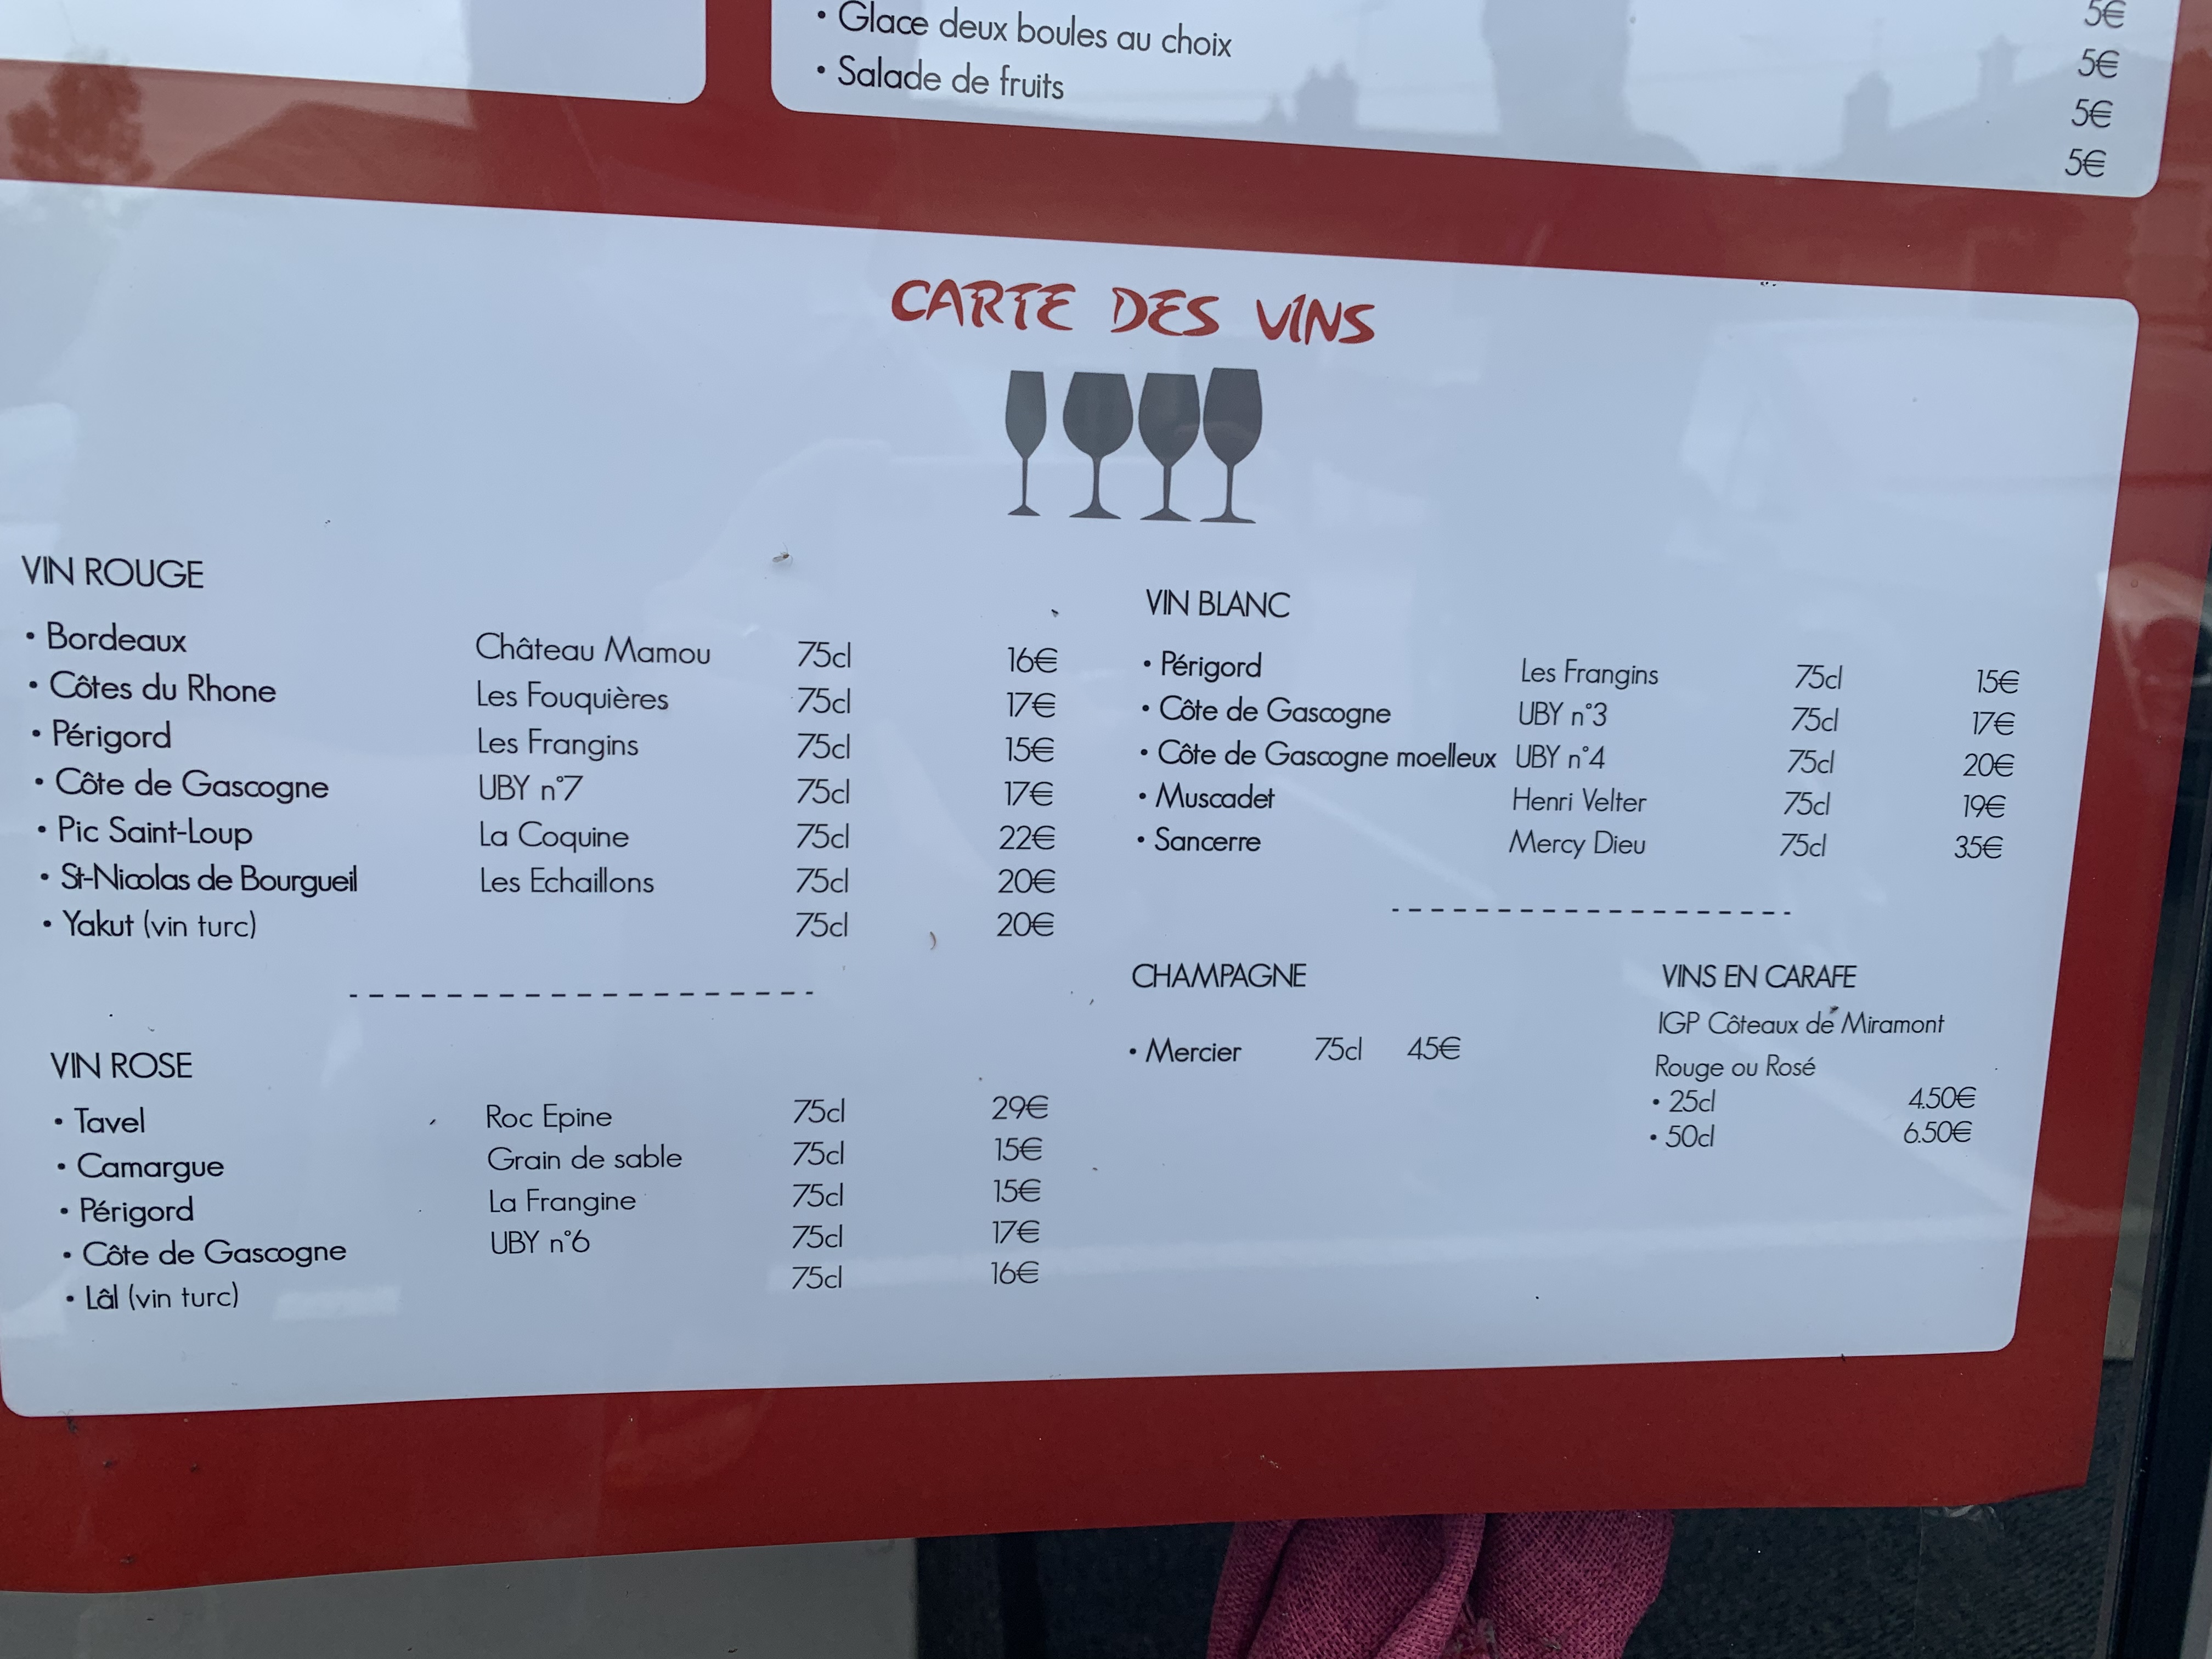 • Glace deux boules au choix
• Salade de fruits
5€
5€
5€
5€
CARTE DES VINS
VIN ROUGE
• Bordeaux Château Mamou 75cl 16€
• Côtes du Rhone Les Fouquières 75cl 17€
• Périgord Les Frangins 75cl 15€
• Côte de Gascogne UBY n°7 75cl 17€
• Pic Saint-Loup La Coquine 75cl 22€
• St-Nicolas de Bourgueil Les Echaillons 75cl 20€
• Yakut (vin turc) 75cl 20€
VIN ROSE
• Tavel Roc Epine 75cl 29€
• Camargue Grain de sable 75cl 15€
• Périgord La Frangine 75cl 15€
• Côte de Gascogne UBY n°6 75cl 17€
• Lâl (vin turc) 75cl 16€
VIN BLANC
• Périgord Les Frangins 75cl 15€
• Côte de Gascogne UBY n°3 75cl 17€
• Côte de Gascogne moelleux UBY n°4 75cl 20€
• Muscadet Henri Velter 75cl 19€
• Sancerre Mercy Dieu 75cl 35€
CHAMPAGNE
• Mercier 75cl 45€
VINS EN CARAFE
IGP Côteaux de Miramont
Rouge ou Rosé
• 25cl 4.50€
• 50cl 6.50€